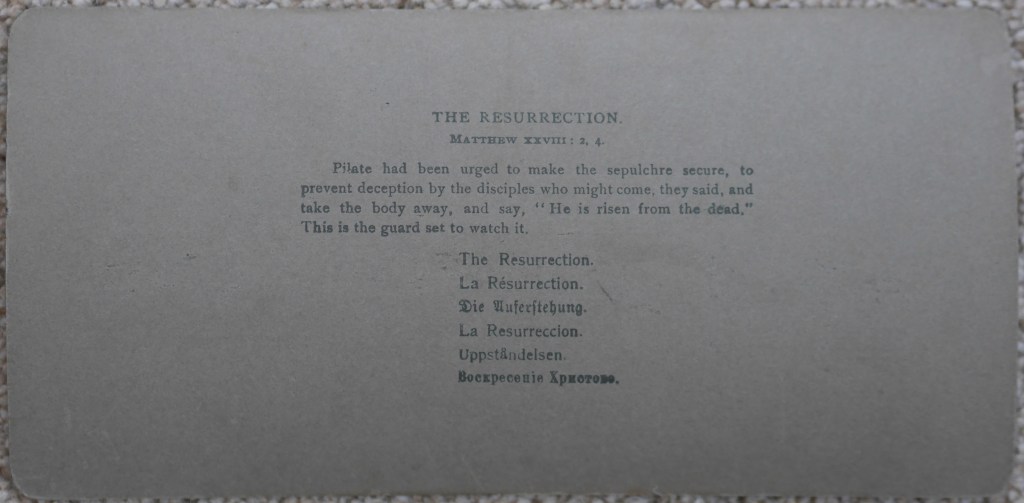 THE RESURRECTION.
MATTHEW XXVIII: 2, 4.
Pilate had been urged to make the sepulchre secure, to
prevent deception by the disciples who might come, they said, and
take the body away, and say, “He is risen from the dead.”
This is the guard set to watch it.
The Resurrection.
La Résurrection.
Die Auferstehung.
La Resurreccion.
Uppståndelsen.
Воскресеніе Христово.